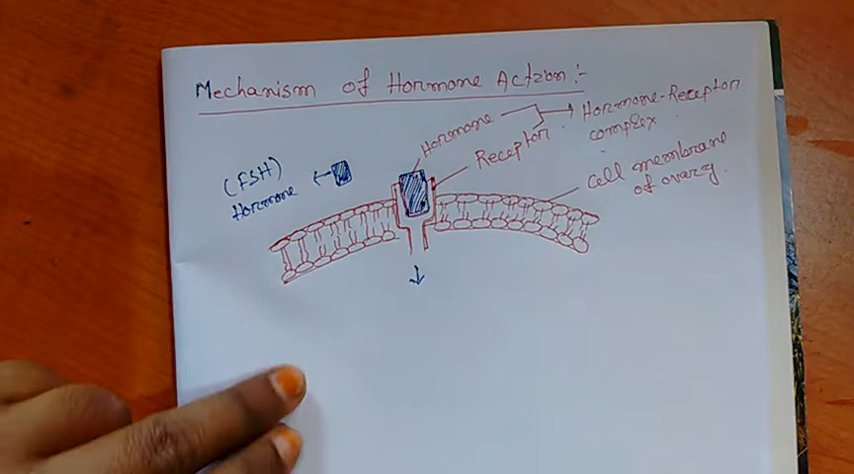 Mechanism of Hormone Action :-
Hormone
Receptor
Hormone-Receptor
complex
(FSH)
Hormone
Cell membrane
of ovary